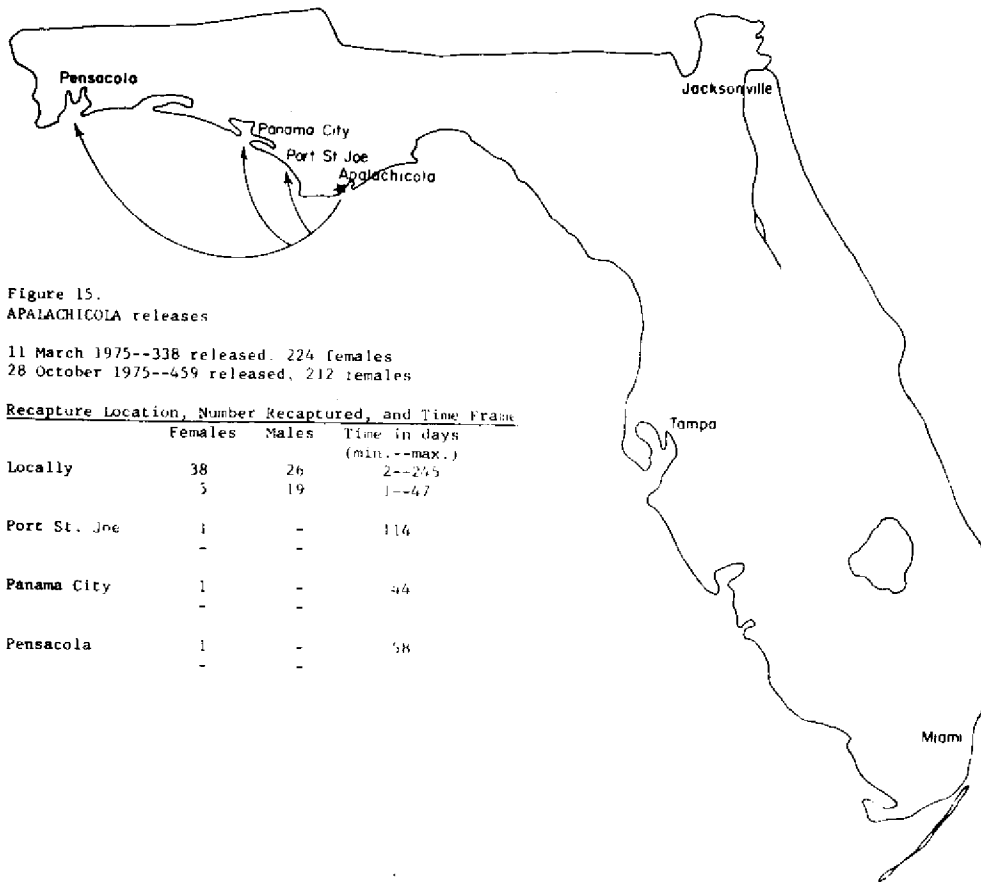 Pensacola
Jacksonville
Panama City
Port St Joe
Apalachicola
Figure 15.
APALACHICOLA releases
11 March 1975--338 released. 224 females
28 October 1975--459 released, 212 females
Recapture Location, Number Recaptured, and Time Frame
Females Males Time in days
(min.--max.)
Locally 38 26 2--245
5 19 1--47
Port St. Joe 1 - 114
- -
Panama City 1 - 44
- -
Pensacola 1 - 58
- -
Tampa
Miami